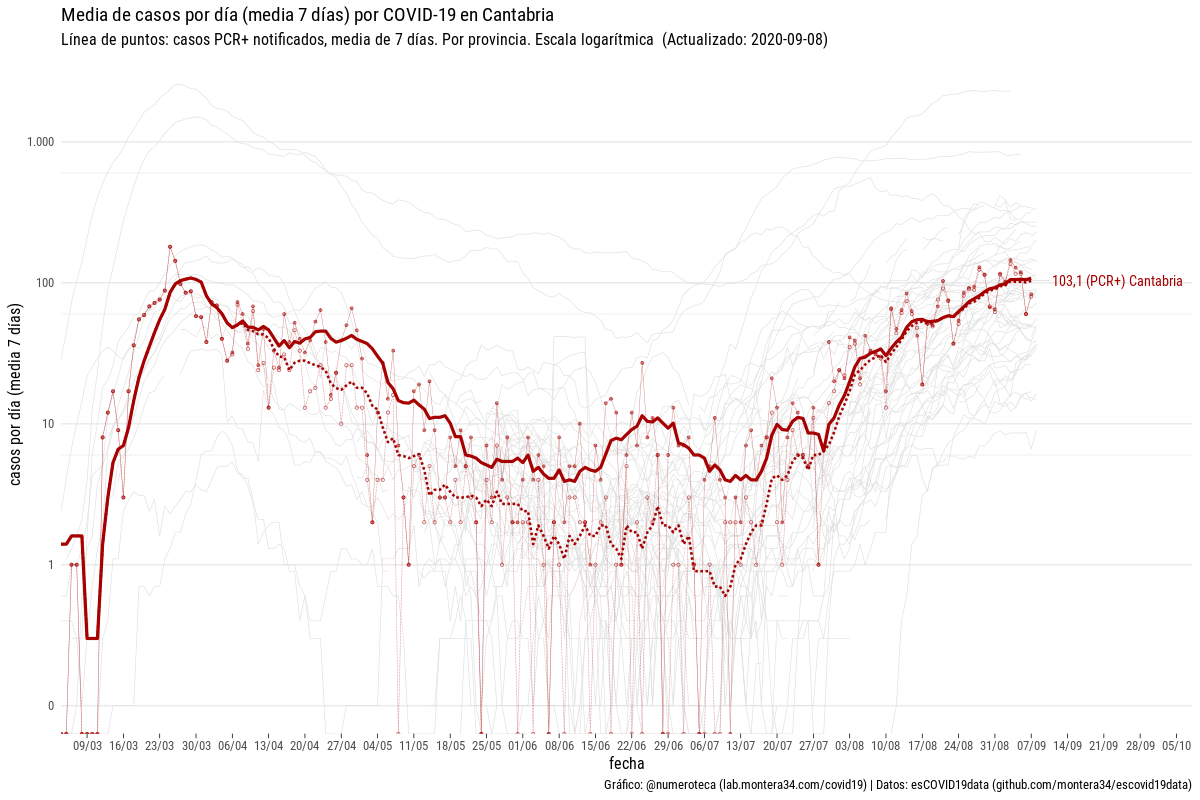 Media de casos por día (media 7 días) por COVID-19 en Cantabria
Línea de puntos: casos PCR+ notificados, media de 7 días. Por provincia. Escala logarítmica  (Actualizado: 2020-09-08)
casos por día (media 7 días)
1.000
100
10
1
0
103,1 (PCR+) Cantabria
09/03 16/03 23/03 30/03 06/04 13/04 20/04 27/04 4/05 11/05 18/05 25/05 01/06 08/06 15/06 22/06 29/06 06/07 13/07 20/07 27/07 03/08 10/08 17/08 24/08 31/08 07/09 14/09 21/09 28/09 05/10
fecha
Gráfico: @numeroteca (lab.montera34.com/covid19) | Datos: esCOVID19data (github.com/montera34/escovid19data)